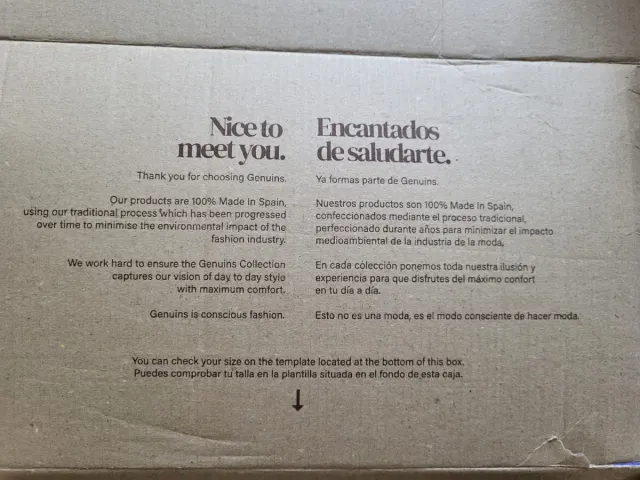 Nice to
meet you.
Thank you for choosing Genuins.
Our products are 100% Made In Spain,
using our traditional process which has been progressed
over time to minimise the environmental impact of the
fashion industry.
We work hard to ensure the Genuins Collection
captures our vision of day to day style
with maximum comfort.
Genuins is conscious fashion.
Encantados
de saludarte.
Ya formas parte de Genuins.
Nuestros productos son 100% Made In Spain,
confeccionados mediante el proceso tradicional,
perfeccionado durante años para minimizar el impacto
medioambiental de la industria de la moda.
En cada colección ponemos toda nuestra ilusión y
experiencia para que disfrutes del máximo confort
en tu día a día.
Esto no es una moda, es el modo consciente de hacer moda.
You can check your size on the template located at the bottom of this box.
Puedes comprobar tu talla en la plantilla situada en el fondo de esta caja.